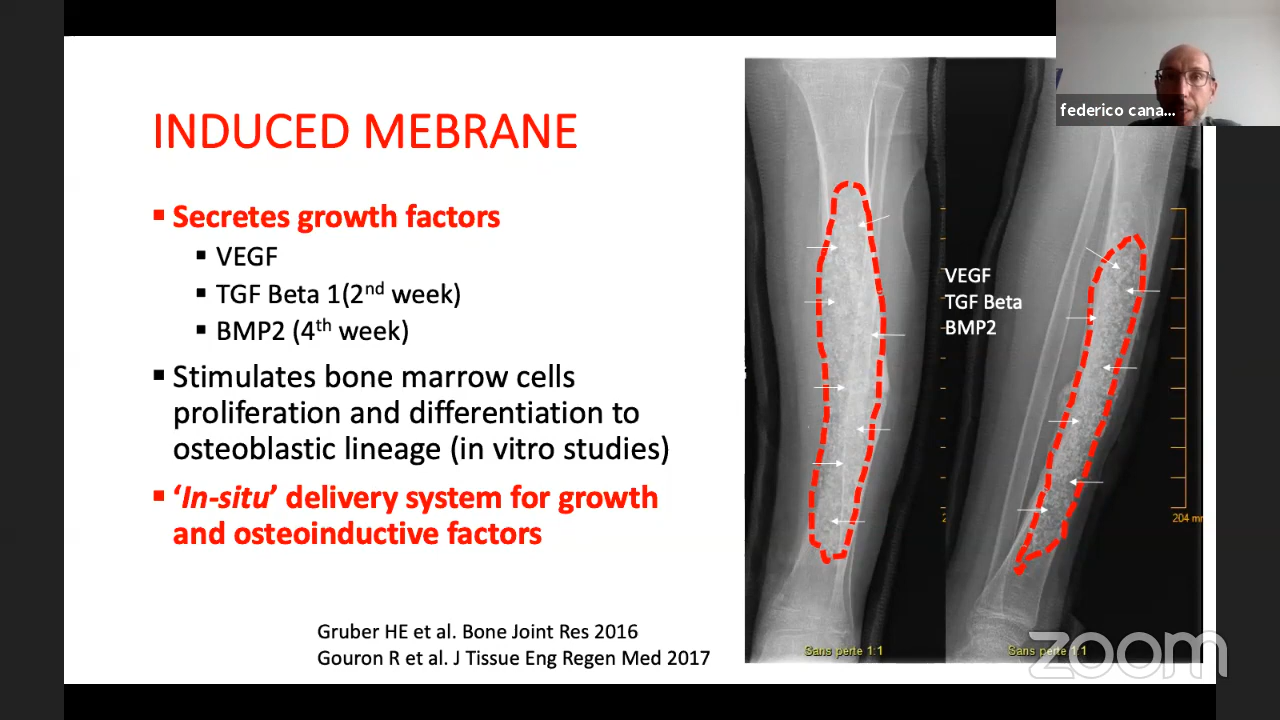 INDUCED MEBRANE
▪ Secretes growth factors
▪ VEGF
▪ TGF Beta 1(2nd week)
▪ BMP2 (4th week)
▪ Stimulates bone marrow cells
proliferation and differentiation to
osteoblastic lineage (in vitro studies)
▪ ‘In-situ’ delivery system for growth
and osteoinductive factors
Gruber HE et al. Bone Joint Res 2016
Gouron R et al. J Tissue Eng Regen Med 2017
VEGF
TGF Beta
BMP2
204 mm
Sans perte 1:1
Sans perte 1:1
federico cana...
zoom